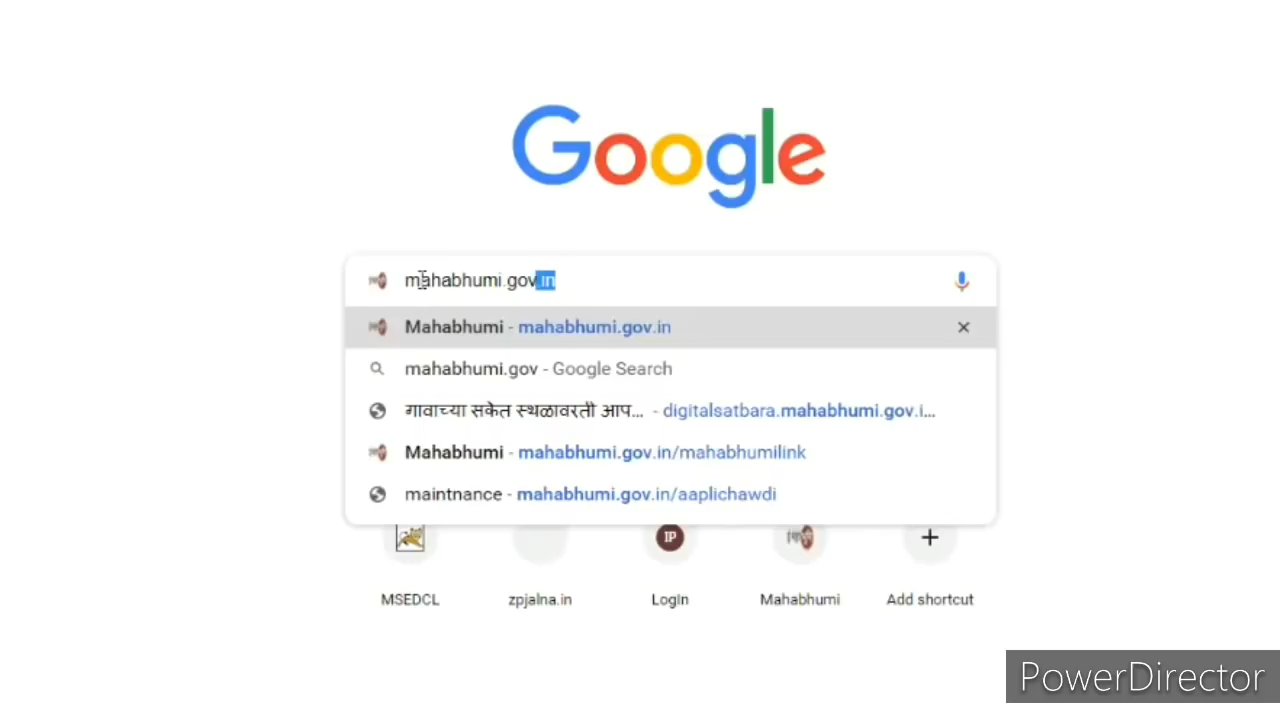 Google
mahabhumi.gov.in
Mahabhumi - mahabhumi.gov.in
mahabhumi.gov - Google Search
गावाच्या सकेत स्थळावरती आप... - digitalsatbara.mahabhumi.gov.i...
Mahabhumi - mahabhumi.gov.in/mahabhumilink
maintnance - mahabhumi.gov.in/aaplichawdi
IP
MSEDCL zpjalna.in Login Mahabhumi Add shortcut
PowerDirector